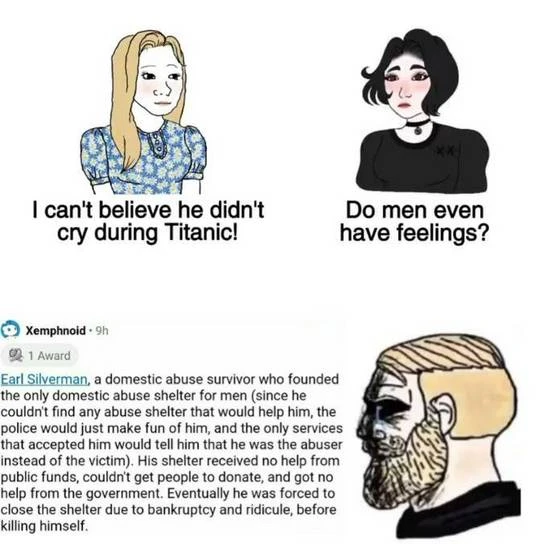 I can't believe he didn't
cry during Titanic!
Do men even
have feelings?
Xemphnoid · 9h
1 Award
Earl Silverman, a domestic abuse survivor who founded
the only domestic abuse shelter for men (since he
couldn't find any abuse shelter that would help him, the
police would just make fun of him, and the only services
that accepted him would tell him that he was the abuser
instead of the victim). His shelter received no help from
public funds, couldn't get people to donate, and got no
help from the government. Eventually he was forced to
close the shelter due to bankruptcy and ridicule, before
killing himself.